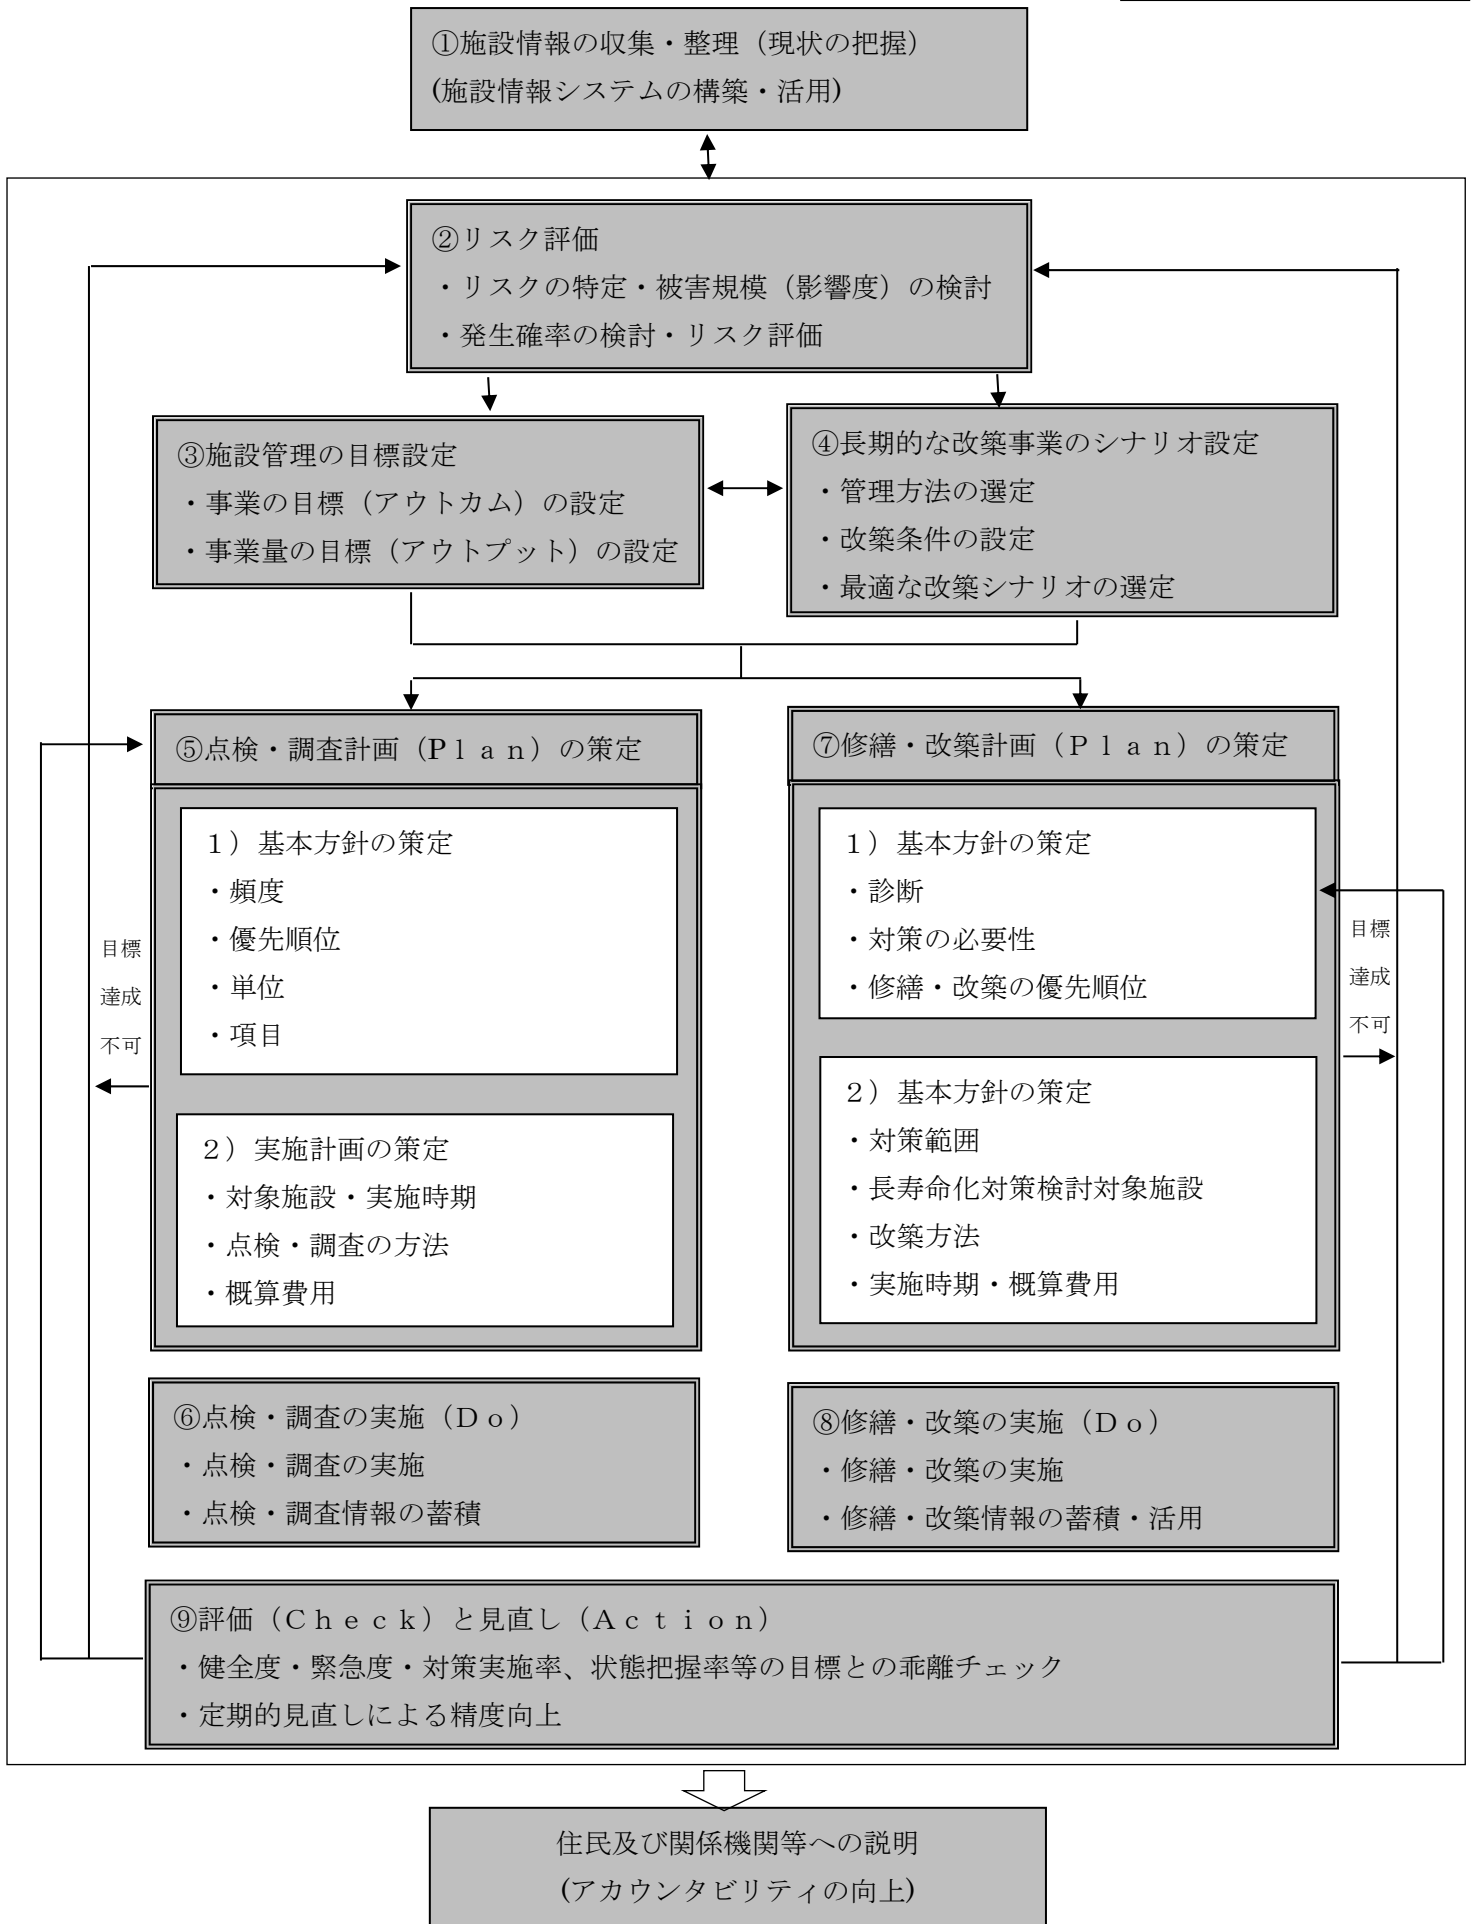 ①施設情報の収集・整理（現状の把握）
(施設情報システムの構築・活用)
②リスク評価
・リスクの特定・被害規模（影響度）の検討
・発生確率の検討・リスク評価
③施設管理の目標設定
・事業の目標（アウトカム）の設定
・事業量の目標（アウトプット）の設定
④長期的な改築事業のシナリオ設定
・管理方法の選定
・改築条件の設定
・最適な改築シナリオの選定
⑤点検・調査計画（Ｐｌａｎ）の策定
1）基本方針の策定
・頻度
・優先順位
・単位
・項目
2）実施計画の策定
・対象施設・実施時期
・点検・調査の方法
・概算費用
目標
達成
不可
⑦修繕・改築計画（Ｐｌａｎ）の策定
1）基本方針の策定
・診断
・対策の必要性
・修繕・改築の優先順位
2）基本方針の策定
・対策範囲
・長寿命化対策検討対象施設
・改築方法
・実施時期・概算費用
目標
達成
不可
⑥点検・調査の実施（Ｄｏ）
・点検・調査の実施
・点検・調査情報の蓄積
⑧修繕・改築の実施（Ｄｏ）
・修繕・改築の実施
・修繕・改築情報の蓄積・活用
⑨評価（Ｃｈｅｃｋ）と見直し（Ａｃｔｉｏｎ）
・健全度・緊急度・対策実施率、状態把握率等の目標との乖離チェック
・定期的見直しによる精度向上
住民及び関係機関等への説明
(アカウンタビリティの向上)